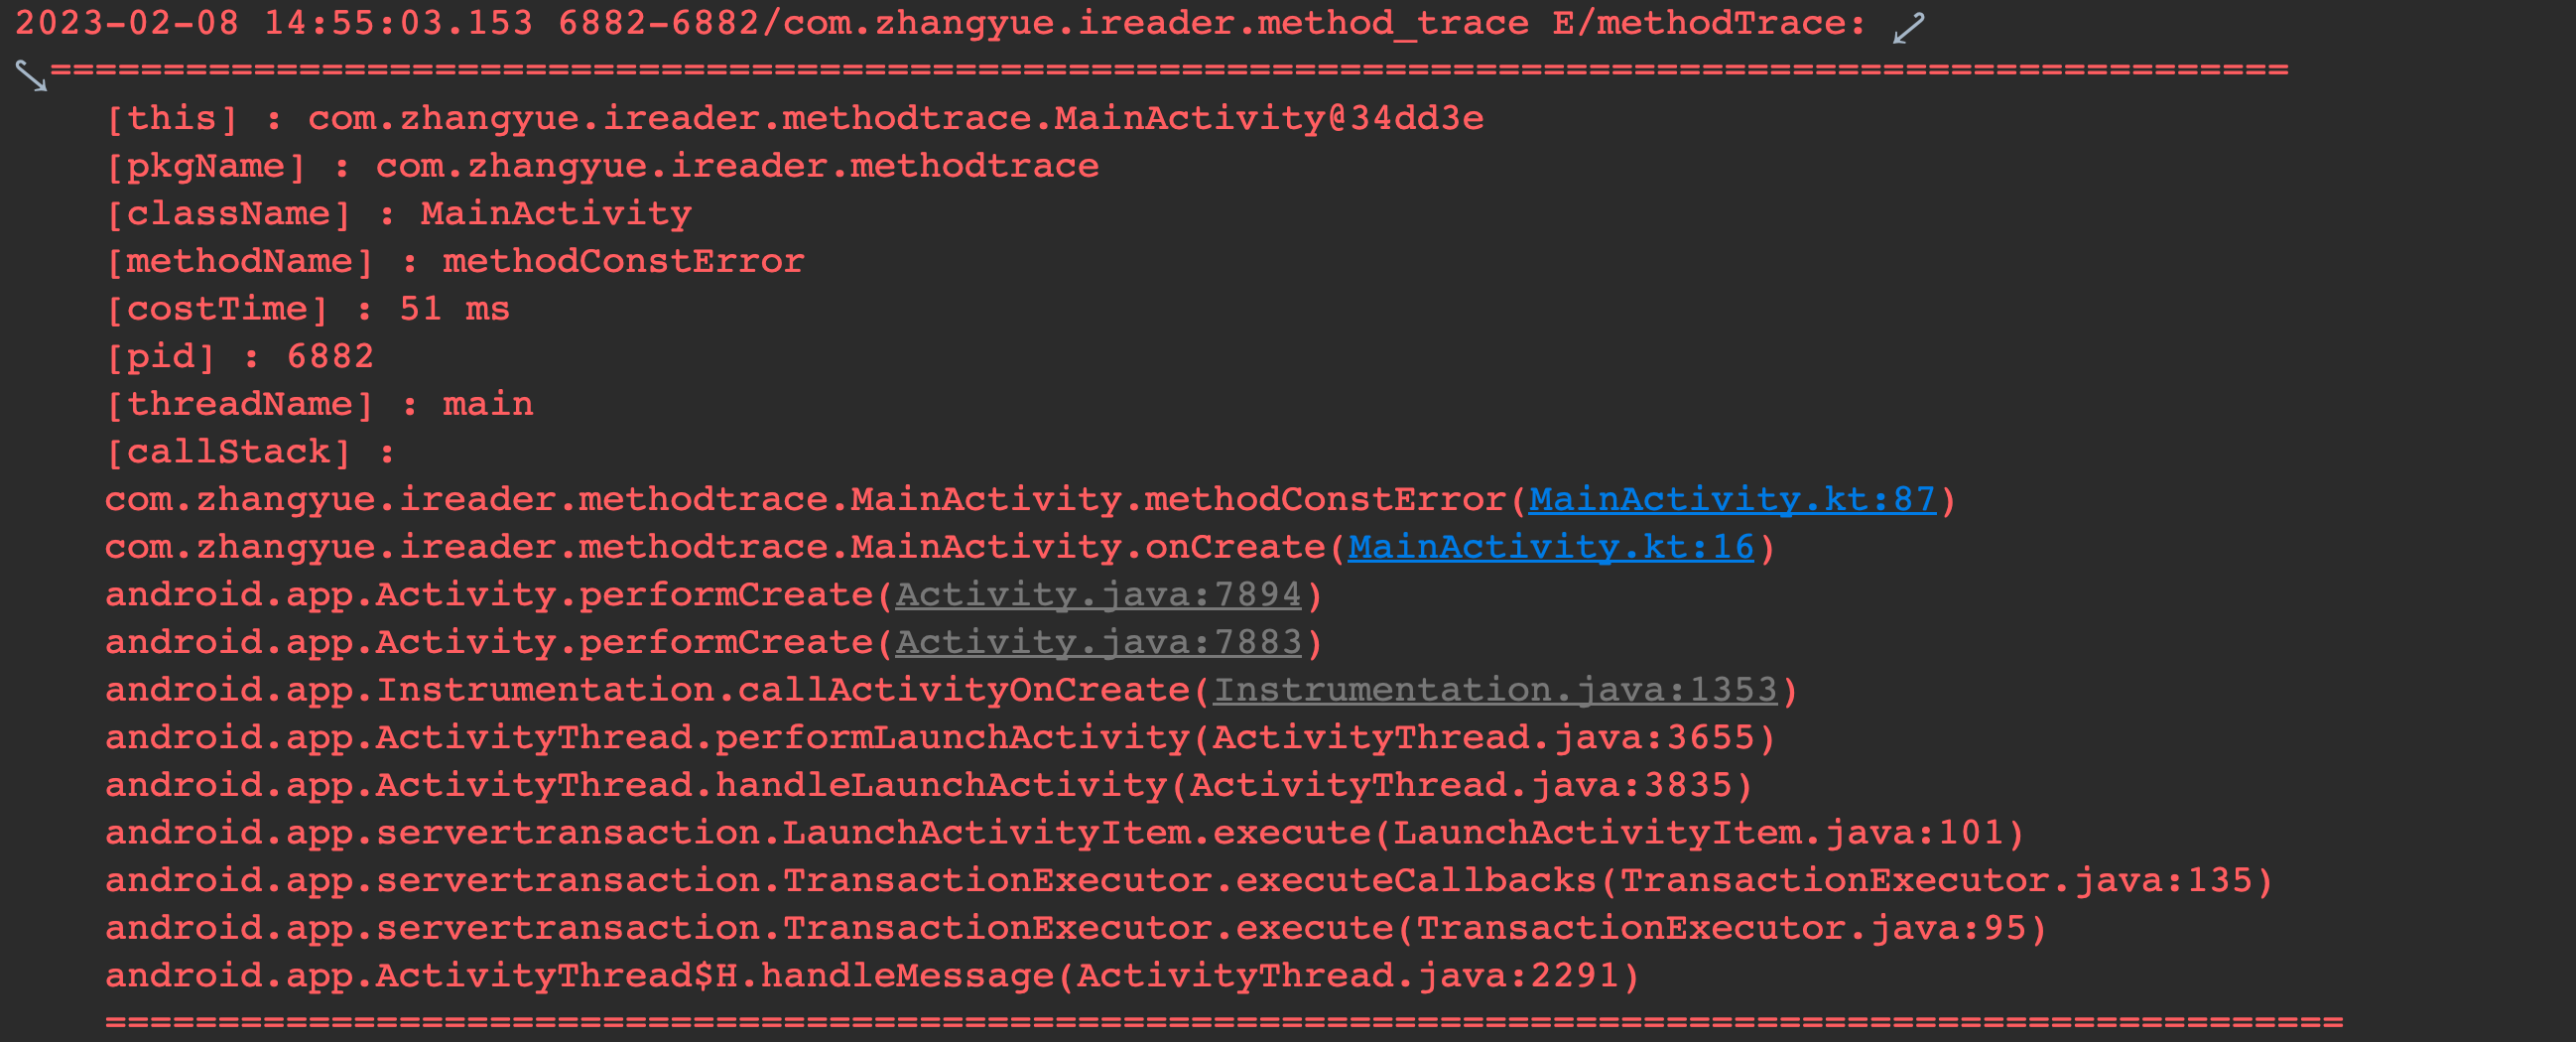 2023-02-08 14:55:03.153 6882-6882/com.zhangyue.ireader.method_trace E/methodTrace:
===================================================================================================
[this] : com.zhangyue.ireader.methodtrace.MainActivity@34dd3e
[pkgName] : com.zhangyue.ireader.methodtrace
[className] : MainActivity
[methodName] : methodConstError
[costTime] : 51 ms
[pid] : 6882
[threadName] : main
[callStack] :
com.zhangyue.ireader.methodtrace.MainActivity.methodConstError(MainActivity.kt:87)
com.zhangyue.ireader.methodtrace.MainActivity.onCreate(MainActivity.kt:16)
android.app.Activity.performCreate(Activity.java:7894)
android.app.Activity.performCreate(Activity.java:7883)
android.app.Instrumentation.callActivityOnCreate(Instrumentation.java:1353)
android.app.ActivityThread.performLaunchActivity(ActivityThread.java:3655)
android.app.ActivityThread.handleLaunchActivity(ActivityThread.java:3835)
android.app.servertransaction.LaunchActivityItem.execute(LaunchActivityItem.java:101)
android.app.servertransaction.TransactionExecutor.executeCallbacks(TransactionExecutor.java:135)
android.app.servertransaction.TransactionExecutor.execute(TransactionExecutor.java:95)
android.app.ActivityThread$H.handleMessage(ActivityThread.java:2291)
===================================================================================================